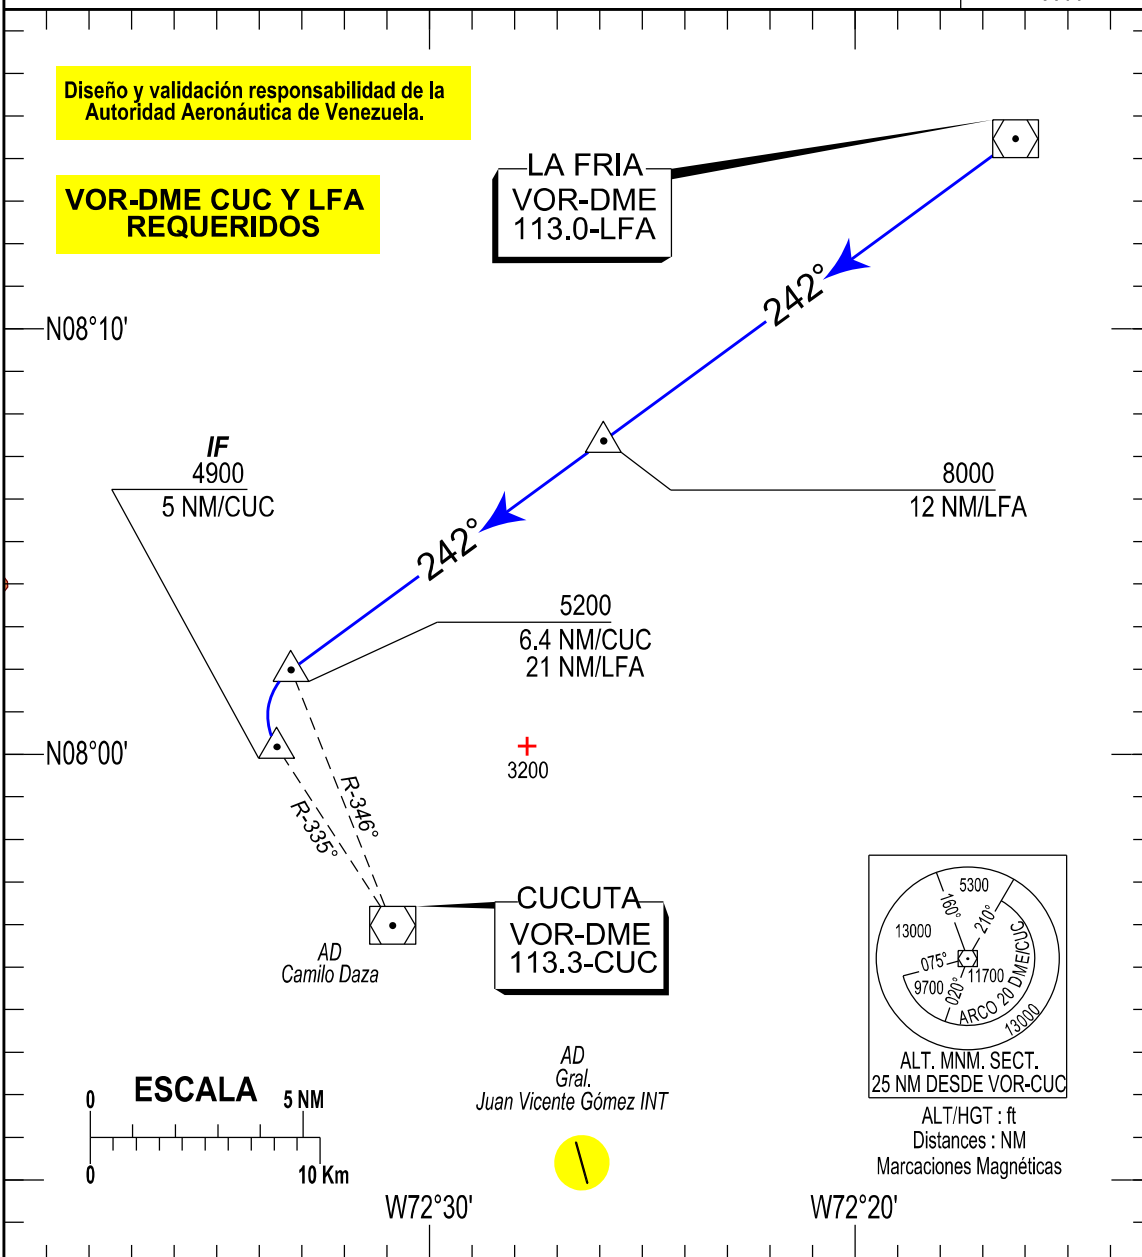 Diseño y validación responsabilidad de la
Autoridad Aeronáutica de Venezuela.
VOR-DME CUC Y LFA
REQUERIDOS
LA FRIA
VOR-DME
113.0-LFA
242°
N08°10'
IF
4900
5 NM/CUC
8000
12 NM/LFA
242°
5200
6.4 NM/CUC
21 NM/LFA
N08°00'
3200
R-346°
R-335°
CUCUTA
VOR-DME
113.3-CUC
AD
Camilo Daza
5300
160°
210°
13000
075°
9700
020°
11700
ARCO 20 DME/CUC
13000
ALT. MNM. SECT.
25 NM DESDE VOR-CUC
ALT/HGT : ft
Distances : NM
Marcaciones Magnéticas
AD
Gral.
Juan Vicente Gómez INT
ESCALA
0 5 NM
0 10 Km
W72°30'
W72°20'